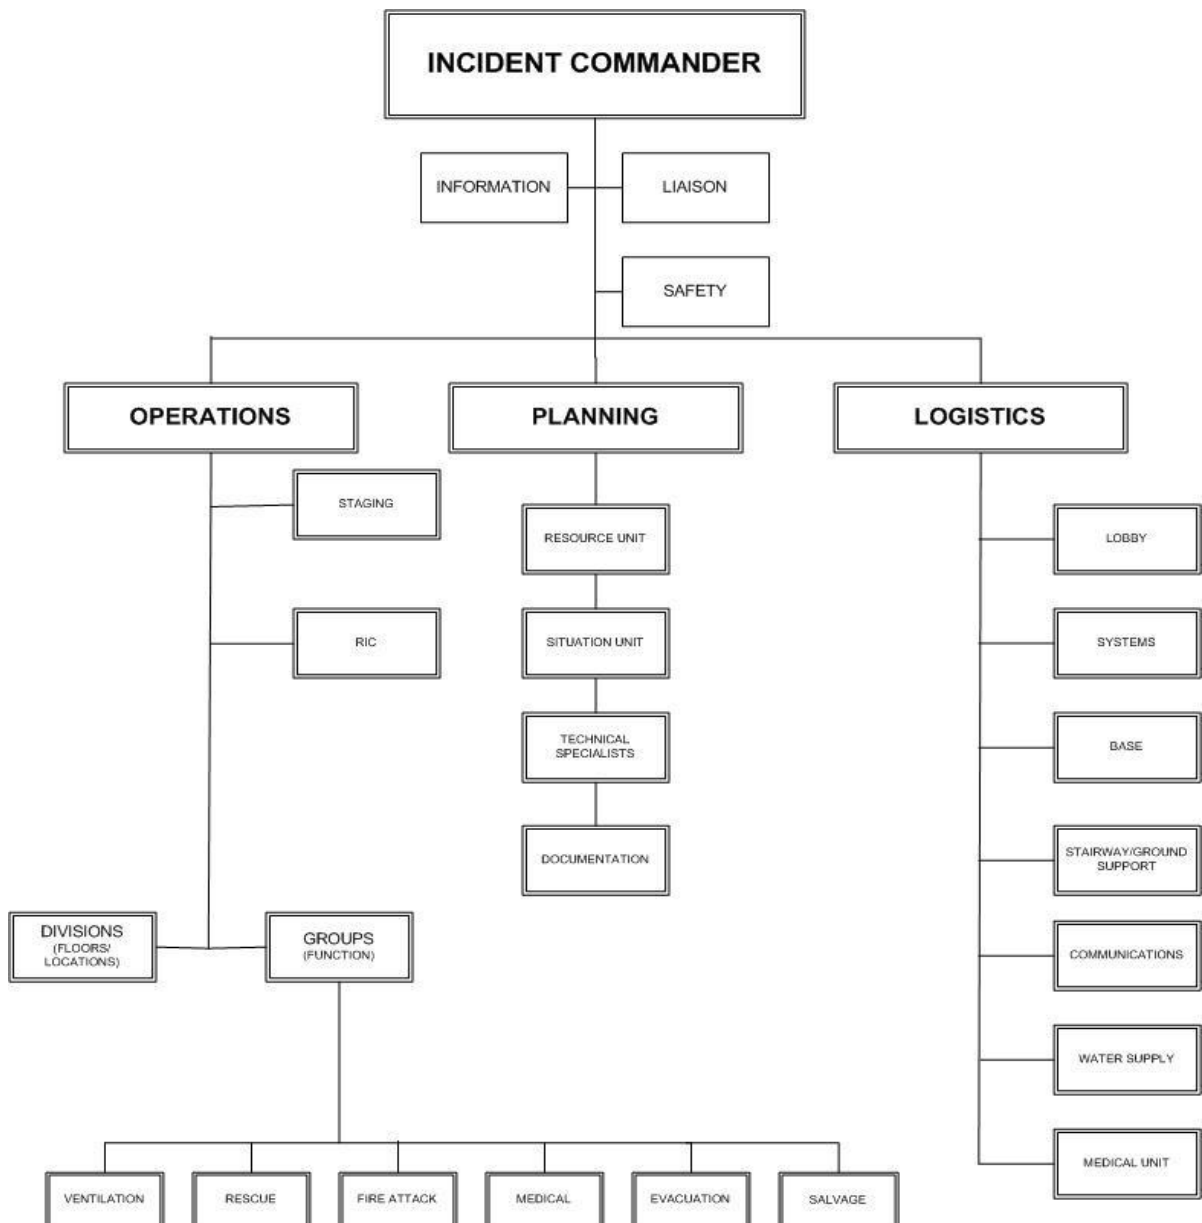 INCIDENT COMMANDER
INFORMATION
LIAISON
SAFETY
OPERATIONS
PLANNING
LOGISTICS
STAGING
RESOURCE UNIT
LOBBY
RIC
SITUATION UNIT
SYSTEMS
TECHNICAL
SPECIALISTS
BASE
DOCUMENTATION
STAIRWAY/GROUND
SUPPORT
DIVISIONS
(FLOORS/
LOCATIONS)
GROUPS
(FUNCTION)
COMMUNICATIONS
WATER SUPPLY
MEDICAL UNIT
VENTILATION
RESCUE
FIRE ATTACK
MEDICAL
EVACUATION
SALVAGE